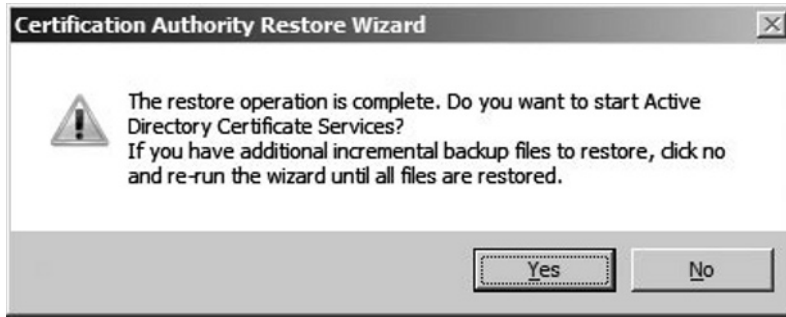 Certification Authority Restore Wizard
The restore operation is complete. Do you want to start Active
Directory Certificate Services?
If you have additional incremental backup files to restore, click no
and re-run the wizard until all files are restored.
Yes
No